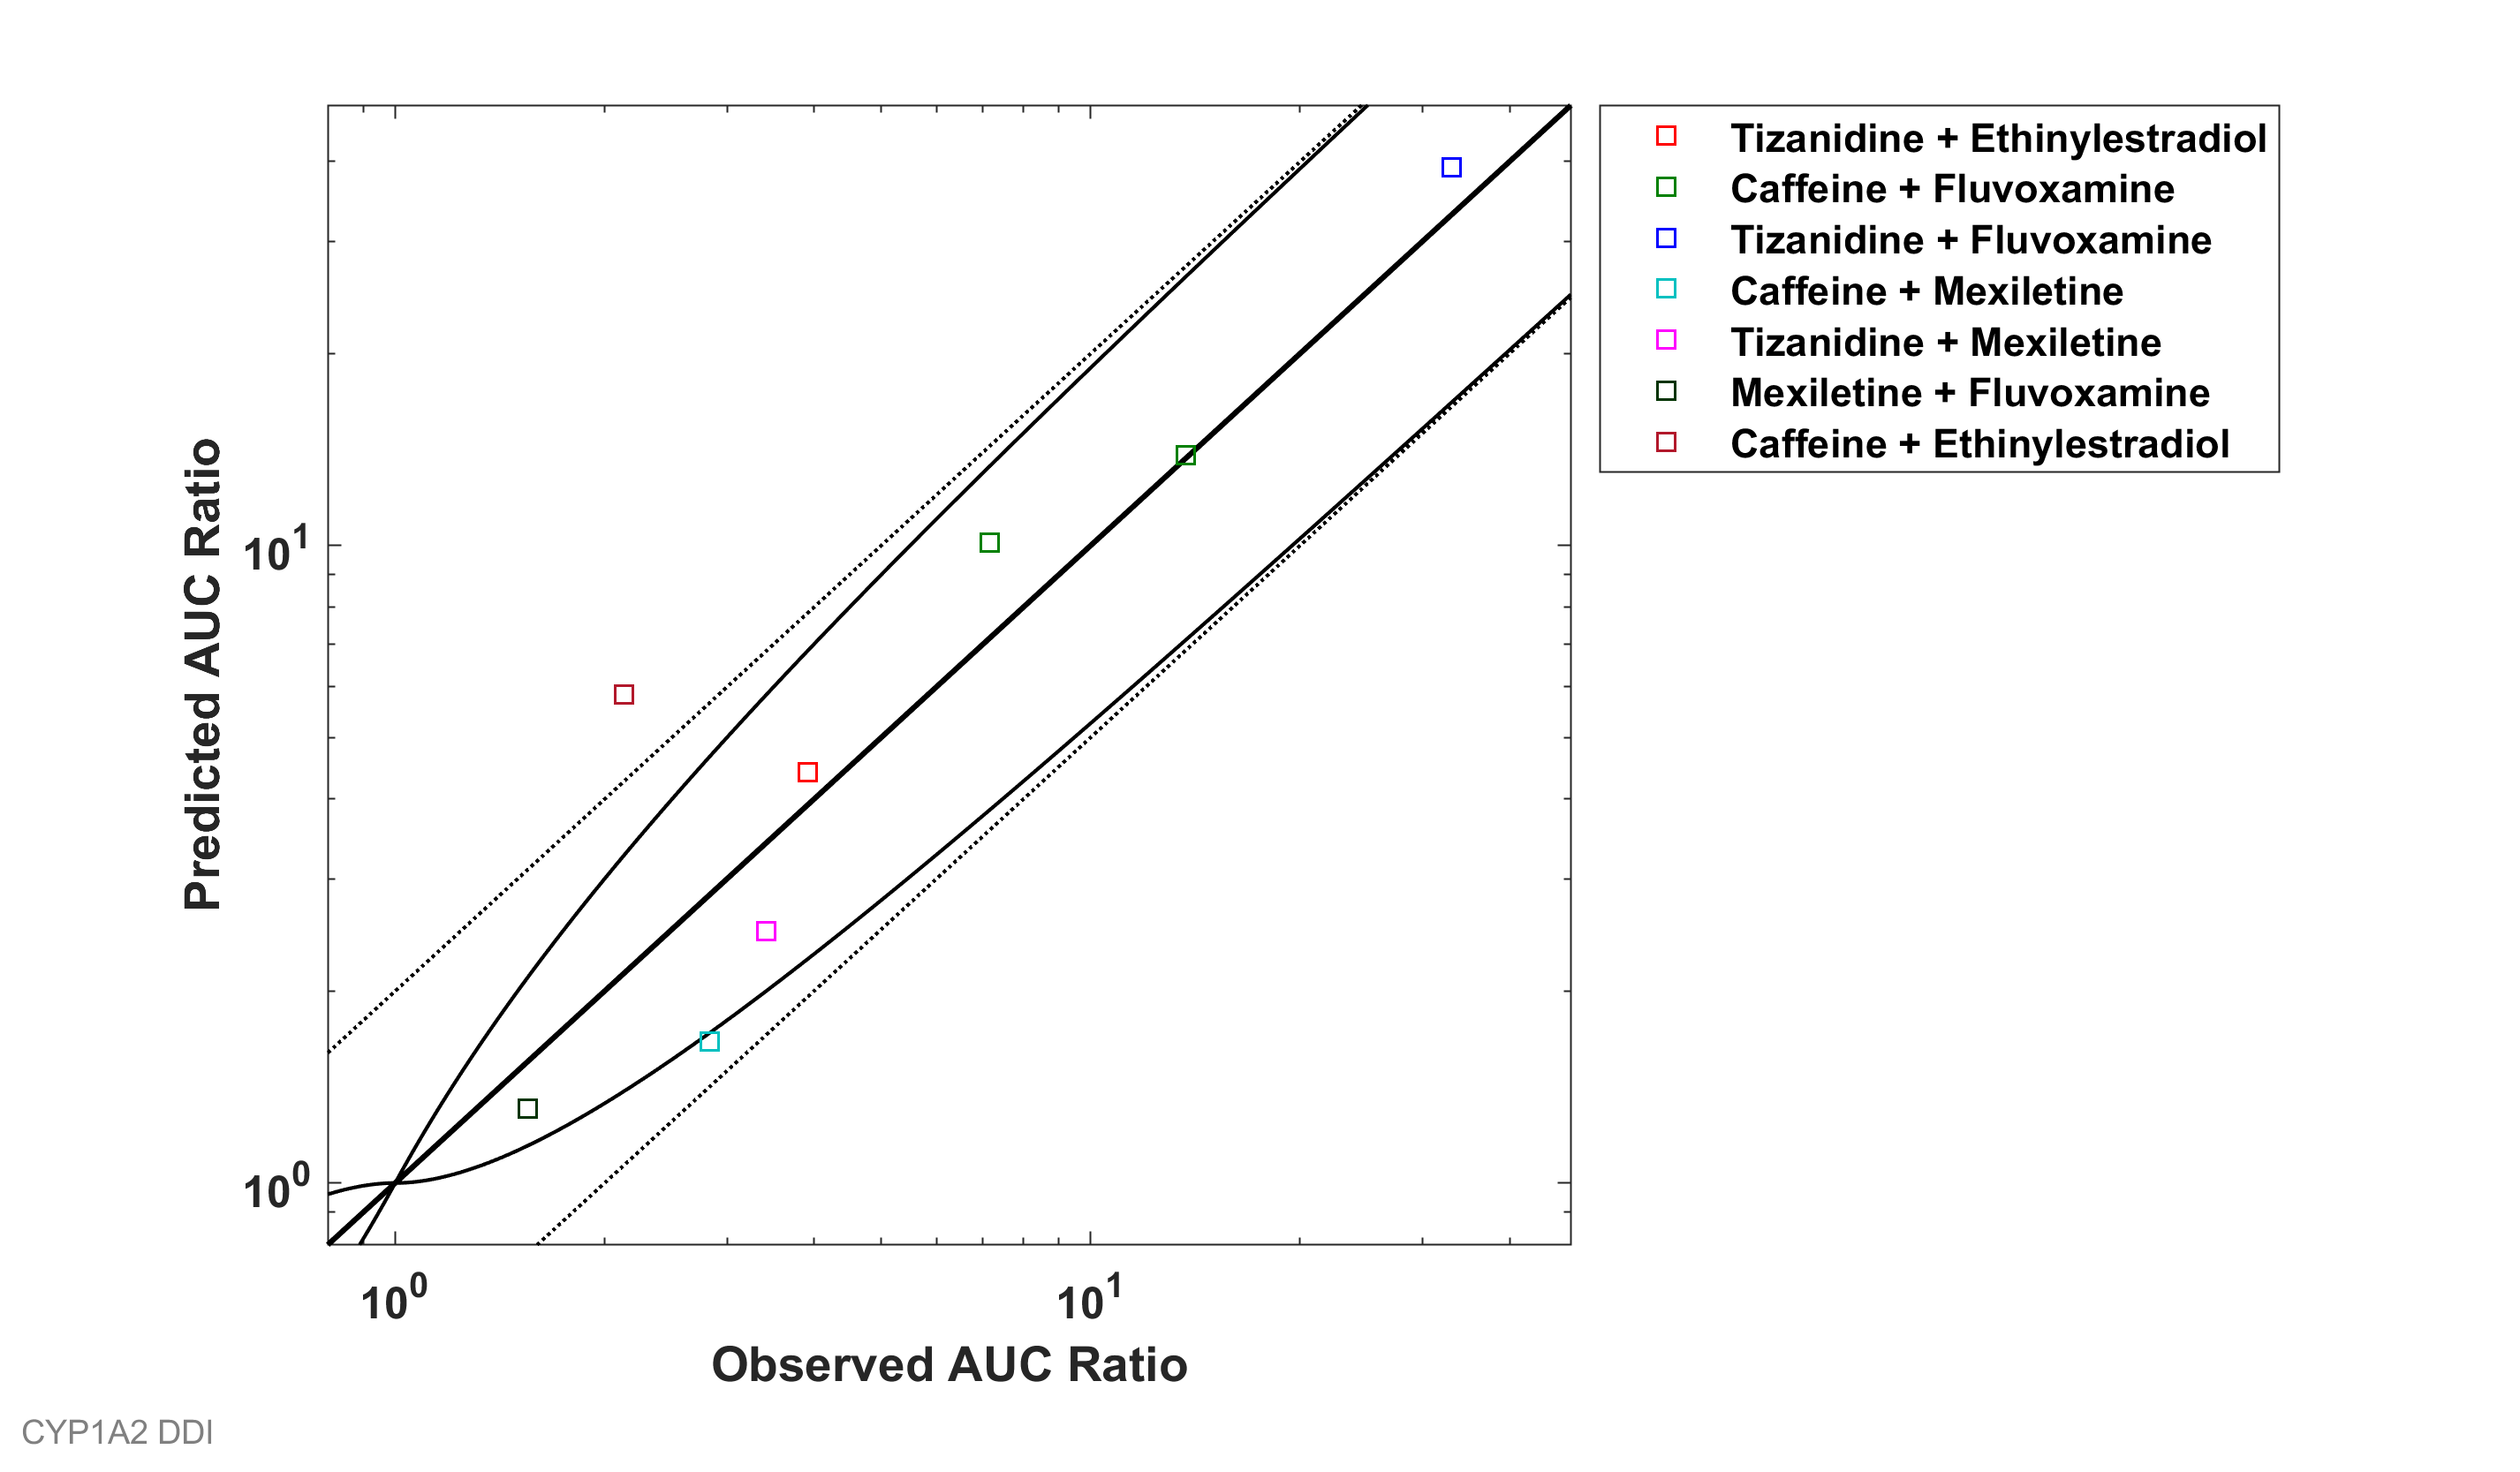 Tizanidine + Ethinylestradiol
Caffeine + Fluvoxamine
Tizanidine + Fluvoxamine
Caffeine + Mexiletine
Tizanidine + Mexiletine
Mexiletine + Fluvoxamine
Caffeine + Ethinylestradiol
Predicted AUC Ratio
10^1
10^0
10^0 10^1
Observed AUC Ratio
CYP1A2 DDI